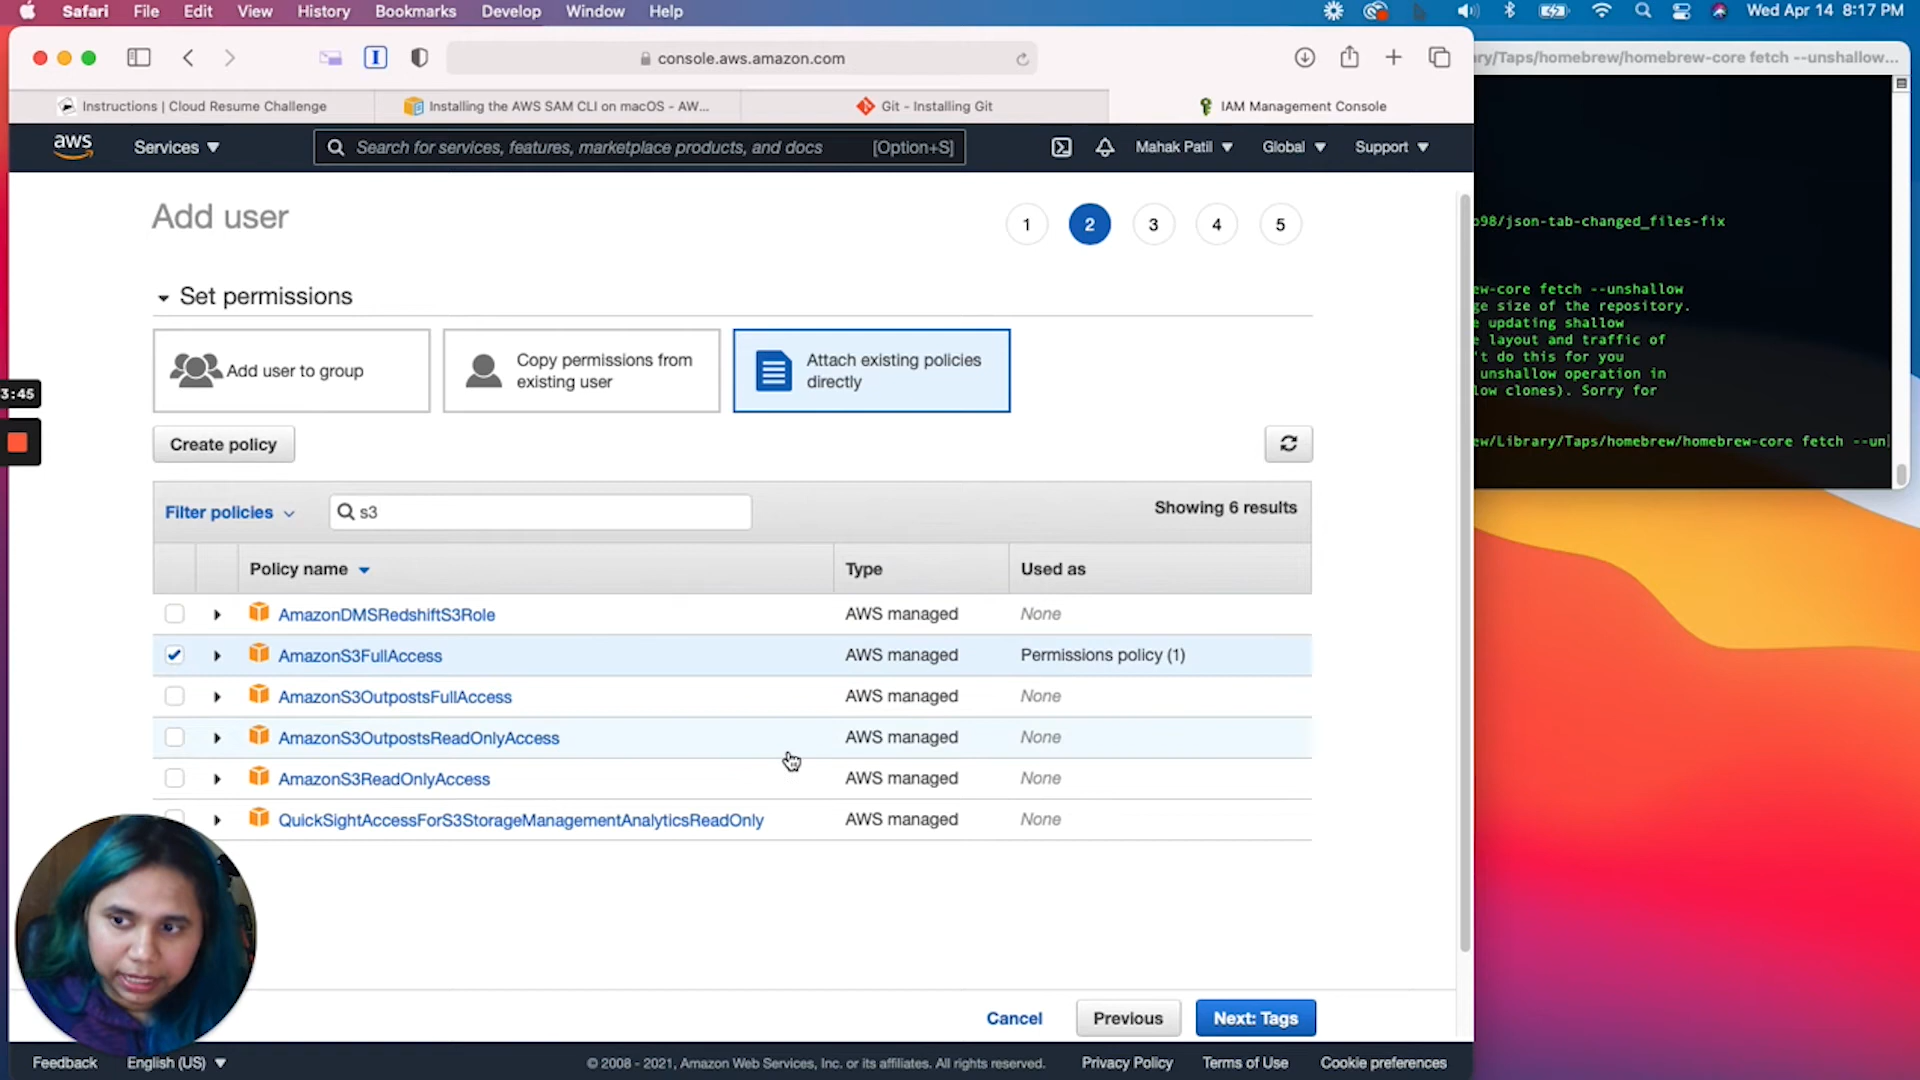 Safari File Edit View History Bookmarks Develop Window Help Wed Apr 14 8:17 PM
console.aws.amazon.com
Instructions | Cloud Resume Challenge
Installing the AWS SAM CLI on macOS - AW...
Git - Installing Git
IAM Management Console
aws Services Search for services, features, marketplace products, and docs [Option+S] Mahak Patil Global Support
Add user
1 2 3 4 5
Set permissions
Add user to group
Copy permissions from
existing user
Attach existing policies
directly
Create policy
Filter policies s3 Showing 6 results
Policy name Type Used as
AmazonDMSRedshiftS3Role AWS managed None
AmazonS3FullAccess AWS managed Permissions policy (1)
AmazonS3OutpostsFullAccess AWS managed None
AmazonS3OutpostsReadOnlyAccess AWS managed None
AmazonS3ReadOnlyAccess AWS managed None
QuickSightAccessForS3StorageManagementAnalyticsReadOnly AWS managed None
Cancel Previous Next: Tags
Feedback English (US) © 2008 - 2021, Amazon Web Services, Inc. or its affiliates. All rights reserved. Privacy Policy Terms of Use Cookie preferences
3:45
ry/Taps/homebrew/homebrew-core fetch --unshallow...
98/json-tab-changed_files-fix
ew-core fetch --unshallow
ge size of the repository.
e updating shallow
e layout and traffic of
't do this for you
unshallow operation in
low clones). Sorry for
ew/Library/Taps/homebrew/homebrew-core fetch --un